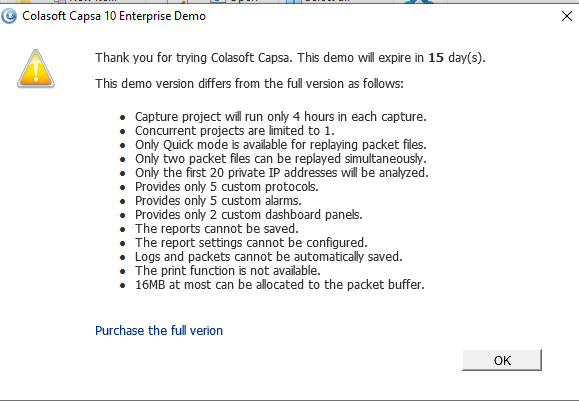 Colasoft Capsa 10 Enterprise Demo
Thank you for trying Colasoft Capsa. This demo will expire in 15 day(s).
This demo version differs from the full version as follows:
• Capture project will run only 4 hours in each capture.
• Concurrent projects are limited to 1.
• Only Quick mode is available for replaying packet files.
• Only two packet files can be replayed simultaneously.
• Only the first 20 private IP addresses will be analyzed.
• Provides only 5 custom protocols.
• Provides only 5 custom alarms.
• Provides only 2 custom dashboard panels.
• The reports cannot be saved.
• The report settings cannot be configured.
• Logs and packets cannot be automatically saved.
• The print function is not available.
• 16MB at most can be allocated to the packet buffer.
Purchase the full verion
OK